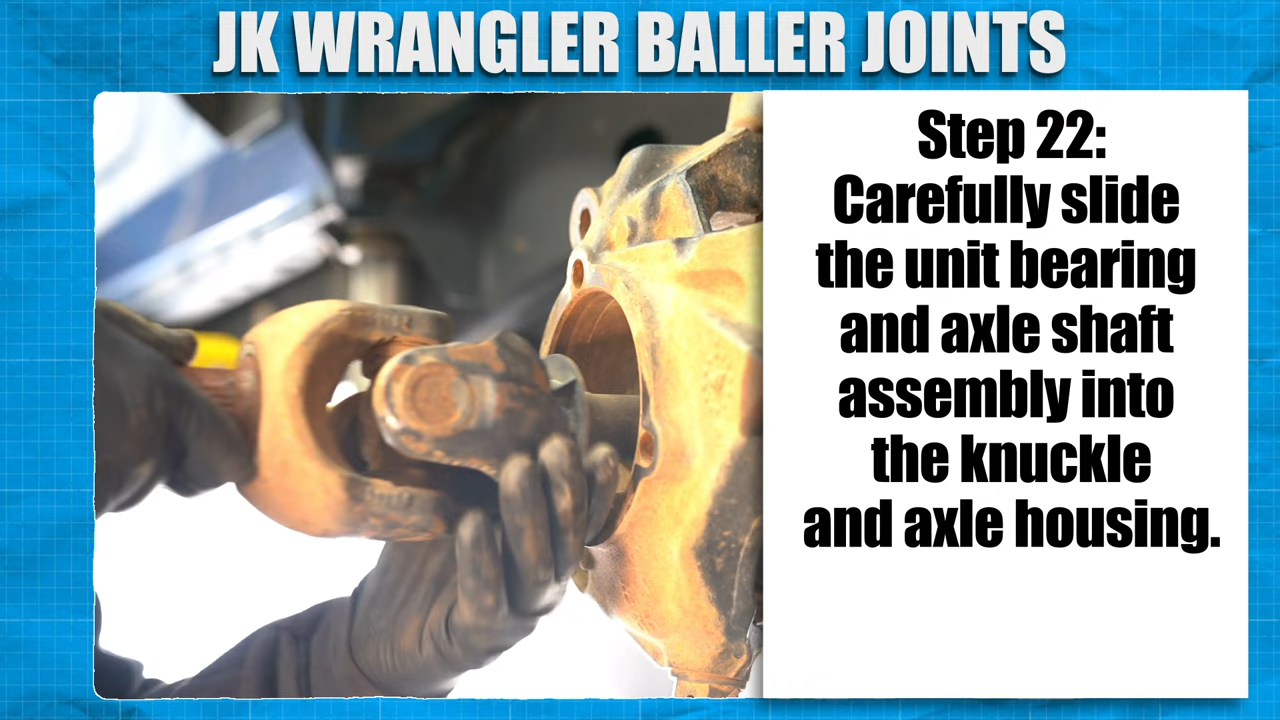 JK WRANGLER BALLER JOINTS
Step 22:
Carefully slide
the unit bearing
and axle shaft
assembly into
the knuckle
and axle housing.